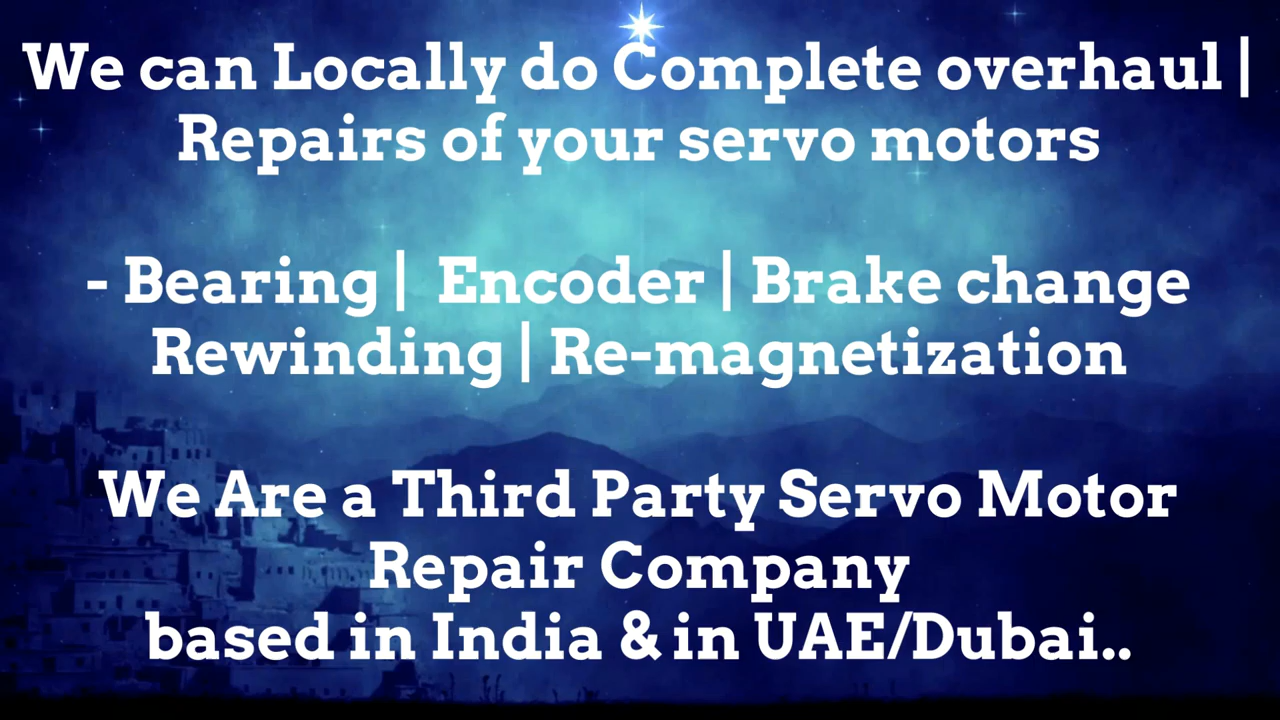 We can Locally do Complete overhaul |
Repairs of your servo motors
- Bearing | Encoder | Brake change
Rewinding | Re-magnetization
We Are a Third Party Servo Motor
Repair Company
based in India & in UAE/Dubai..